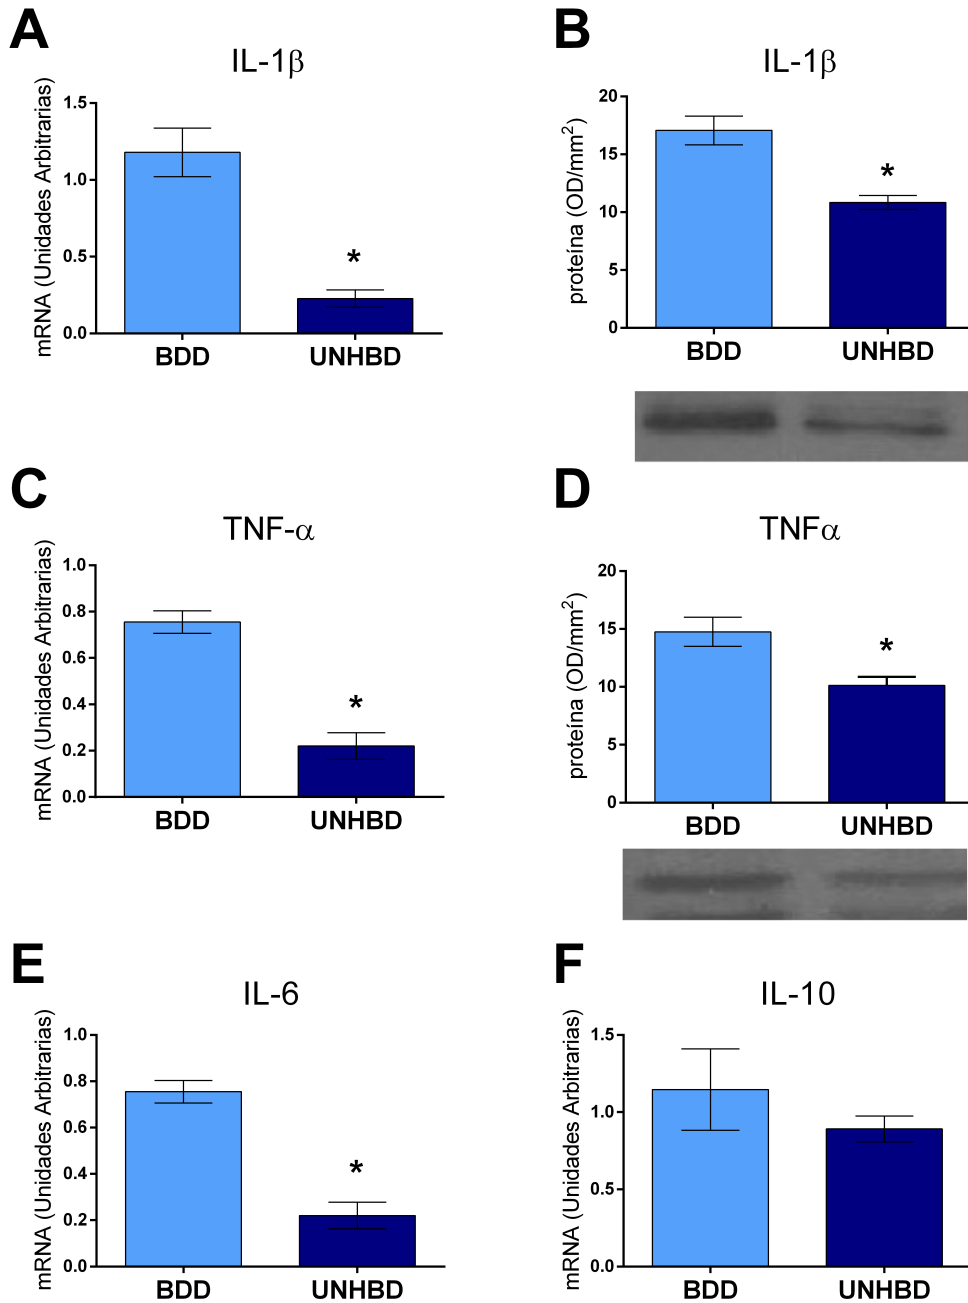 A
IL-1β
mRNA (Unidades Arbitrarias)
1.5
1.0
0.5
0.0
*
BDD
UNHBD
B
IL-1β
proteína (OD/mm²)
20
15
10
5
0
*
BDD
UNHBD
C
TNF-α
mRNA (Unidades Arbitrarias)
1.0
0.8
0.6
0.4
0.2
0.0
*
BDD
UNHBD
D
TNFα
proteína (OD/mm²)
20
15
10
5
0
*
BDD
UNHBD
E
IL-6
mRNA (Unidades Arbitrarias)
1.0
0.8
0.6
0.4
0.2
0.0
*
BDD
UNHBD
F
IL-10
mRNA (Unidades Arbitrarias)
1.5
1.0
0.5
0.0
BDD
UNHBD